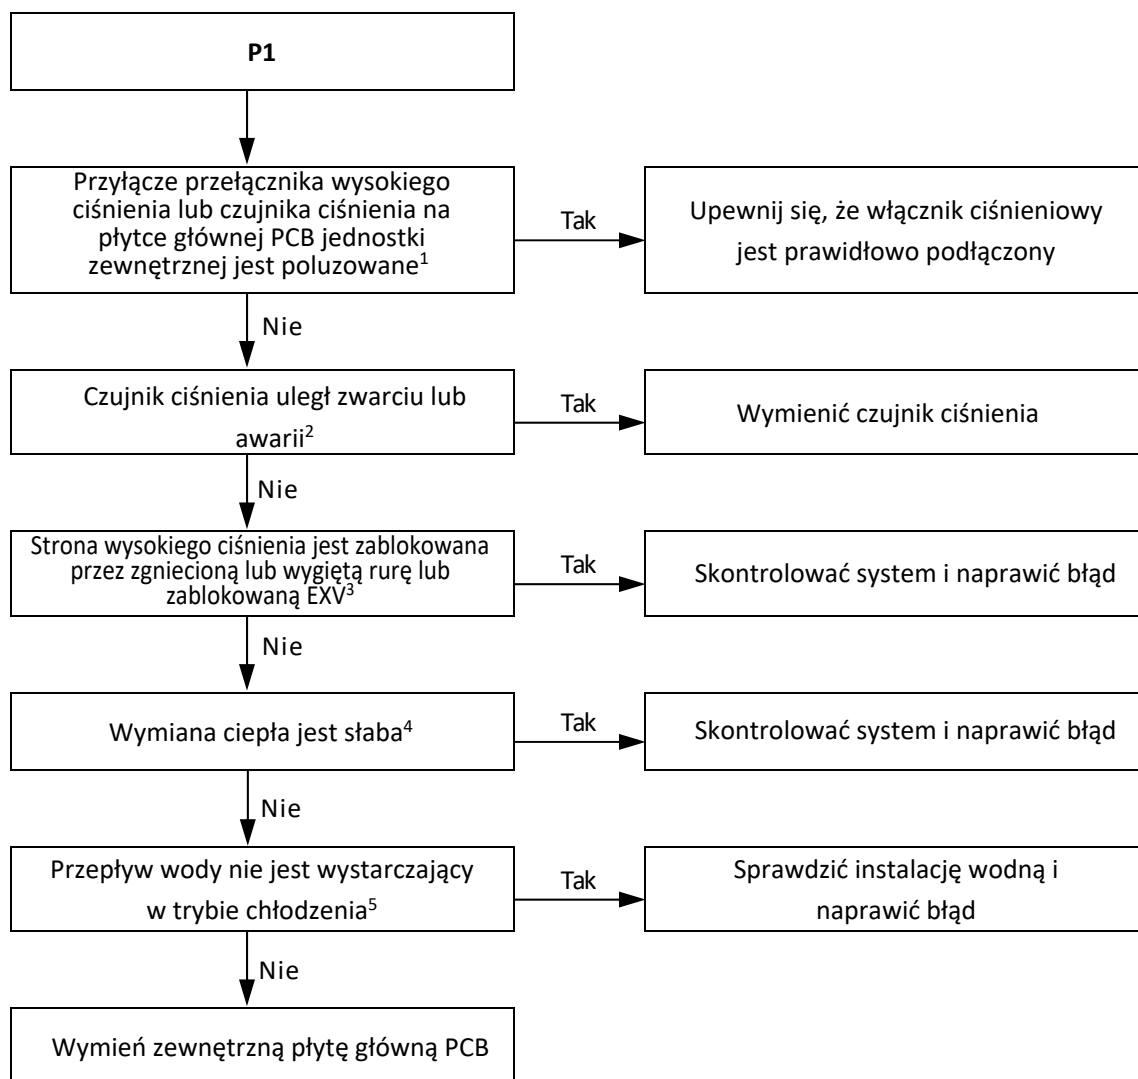 P1
Przyłącze przełącznika wysokiego
ciśnienia lub czujnika ciśnienia na
płytce głównej PCB jednostki
zewnętrznej jest poluzowane¹
Tak
Upewnij się, że włącznik ciśnieniowy
jest prawidłowo podłączony
Nie
Czujnik ciśnienia uległ zwarciu lub
awarii²
Tak
Wymienić czujnik ciśnienia
Nie
Strona wysokiego ciśnienia jest zablokowana
przez zgniecioną lub wygiętą rurę lub
zablokowaną EXV³
Tak
Skontrolować system i naprawić błąd
Nie
Wymiana ciepła jest słaba⁴
Tak
Skontrolować system i naprawić błąd
Nie
Przepływ wody nie jest wystarczający
w trybie chłodzenia⁵
Tak
Sprawdzić instalację wodną i
naprawić błąd
Nie
Wymień zewnętrzną płytę główną PCB